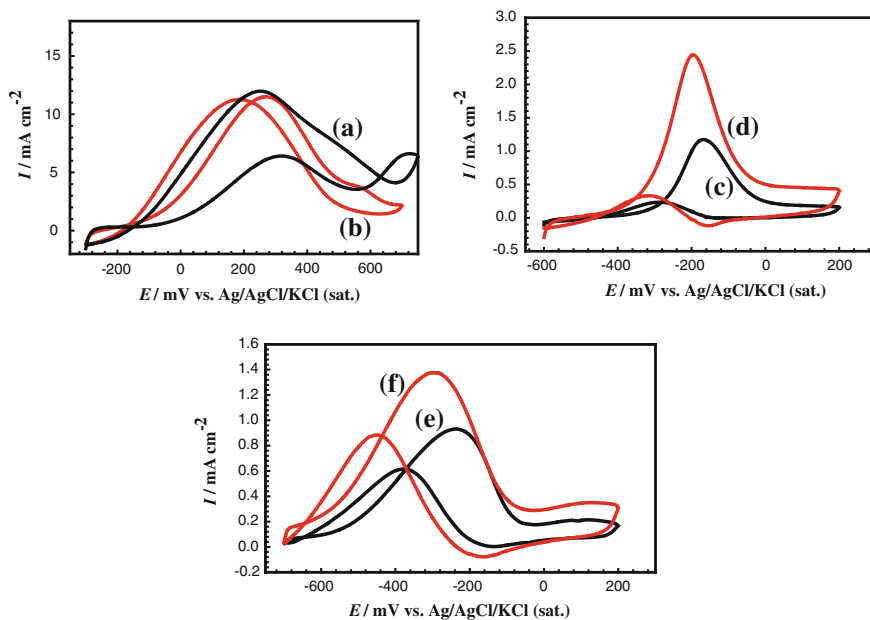 15
10
5
0
I / mA cm-2
(a)
(b)
-200 0 200 400 600
E / mV vs. Ag/AgCl/KCl (sat.)
3.0
2.5
2.0
1.5
1.0
0.5
0.0
-0.5
I / mA cm-2
(d)
(c)
-600 -400 -200 0 200
E / mV vs. Ag/AgCl/KCl (sat.)
1.6
1.4
1.2
1.0
0.8
0.6
0.4
0.2
0.0
-0.2
I / mA cm-2
(f)
(e)
-600 -400 -200 0 200
E / mV vs. Ag/AgCl/KCl (sat.)